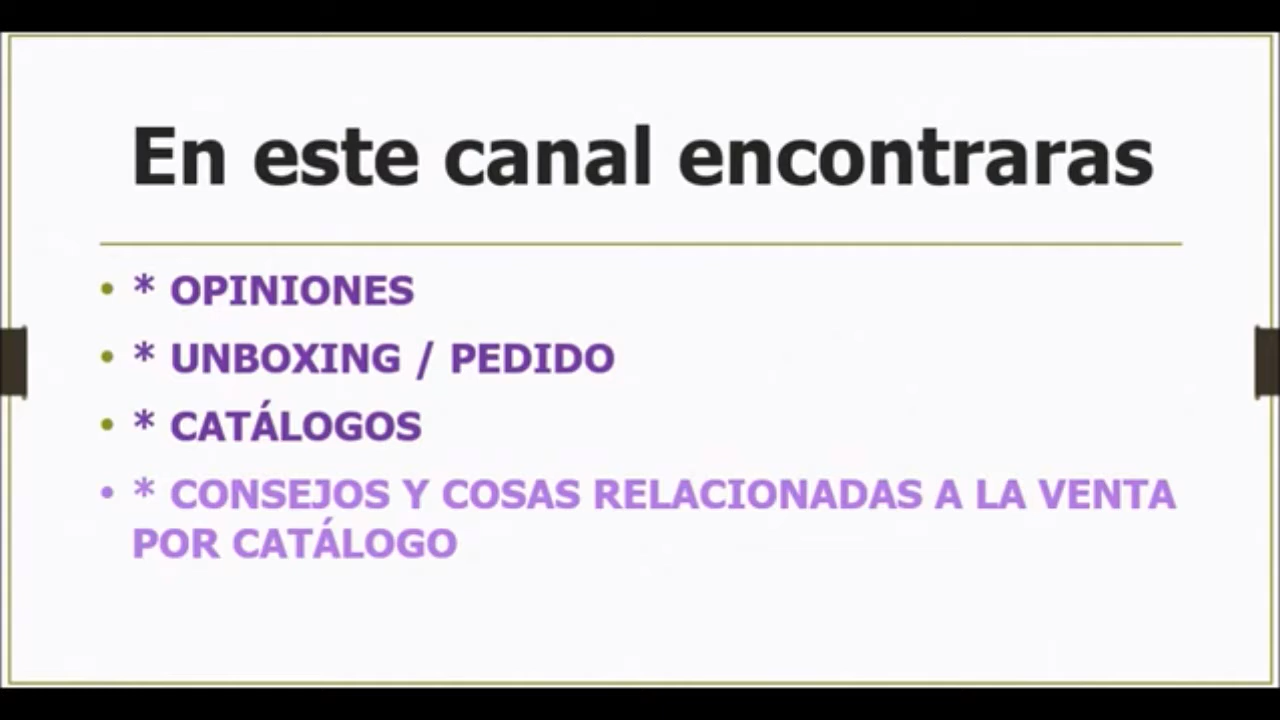 En este canal encontraras
• * OPINIONES
• * UNBOXING / PEDIDO
• * CATÁLOGOS
• * CONSEJOS Y COSAS RELACIONADAS A LA VENTA
POR CATÁLOGO